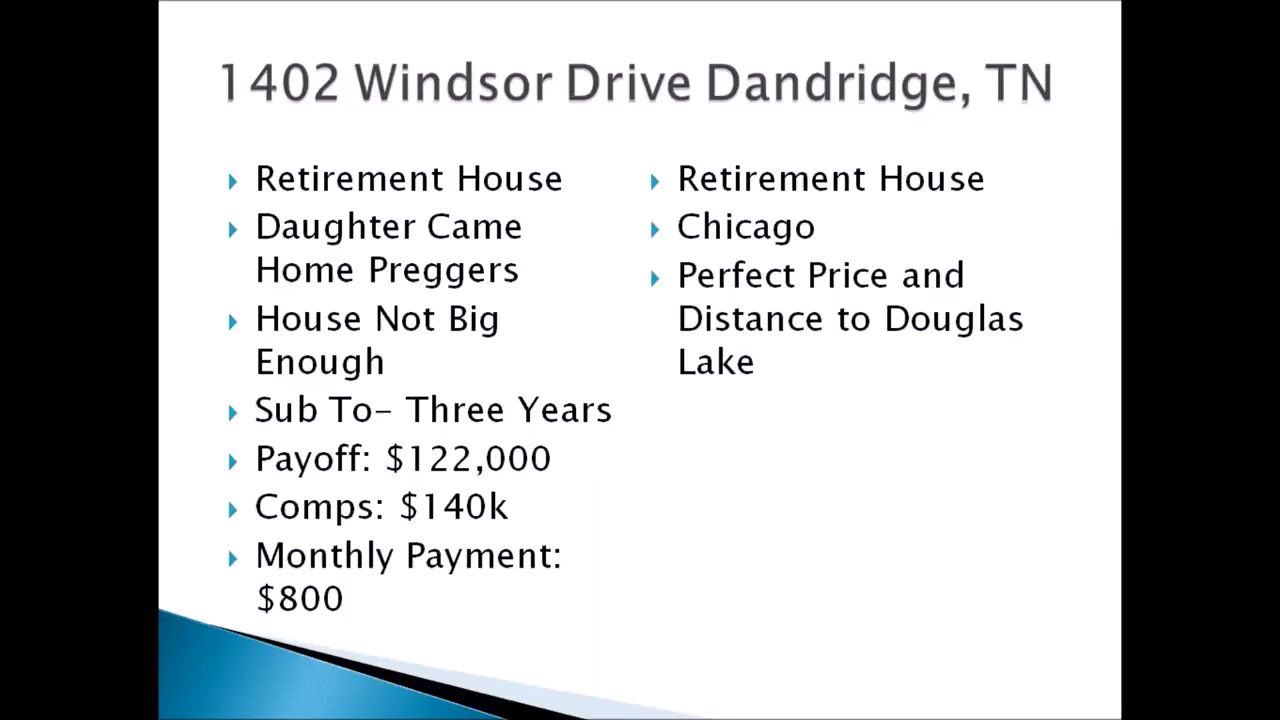 1402 Windsor Drive Dandridge, TN
Retirement House
Daughter Came
Home Preggers
House Not Big
Enough
Sub To- Three Years
Payoff: $122,000
Comps: $140k
Monthly Payment:
$800
Retirement House
Chicago
Perfect Price and
Distance to Douglas
Lake